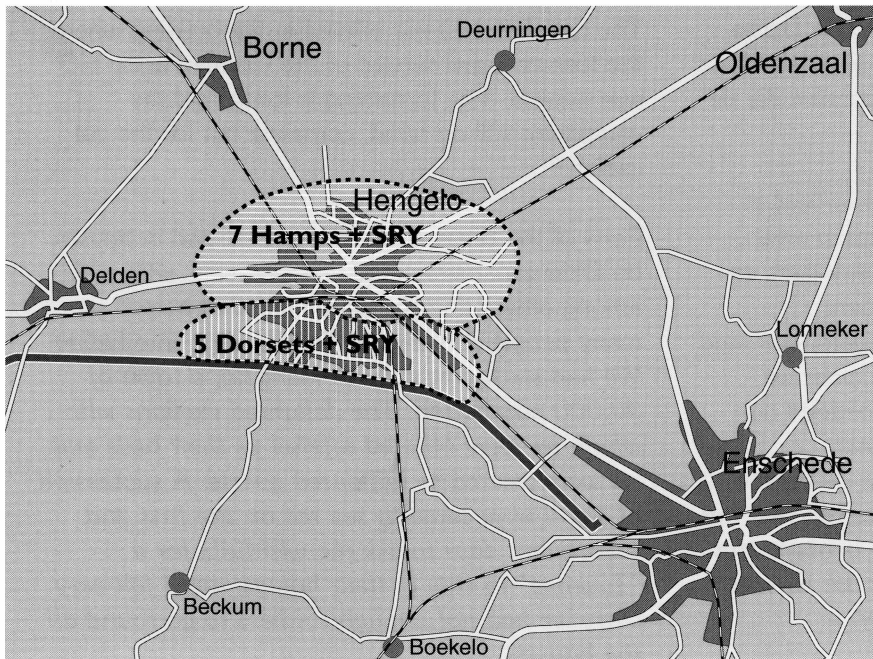 Deurningen
Borne
Oldenzaal
Hengelo
7 Hamps + SRY
Delden
5 Dorsets + SRY
Lonneker
Enschede
Beckum
Boekelo